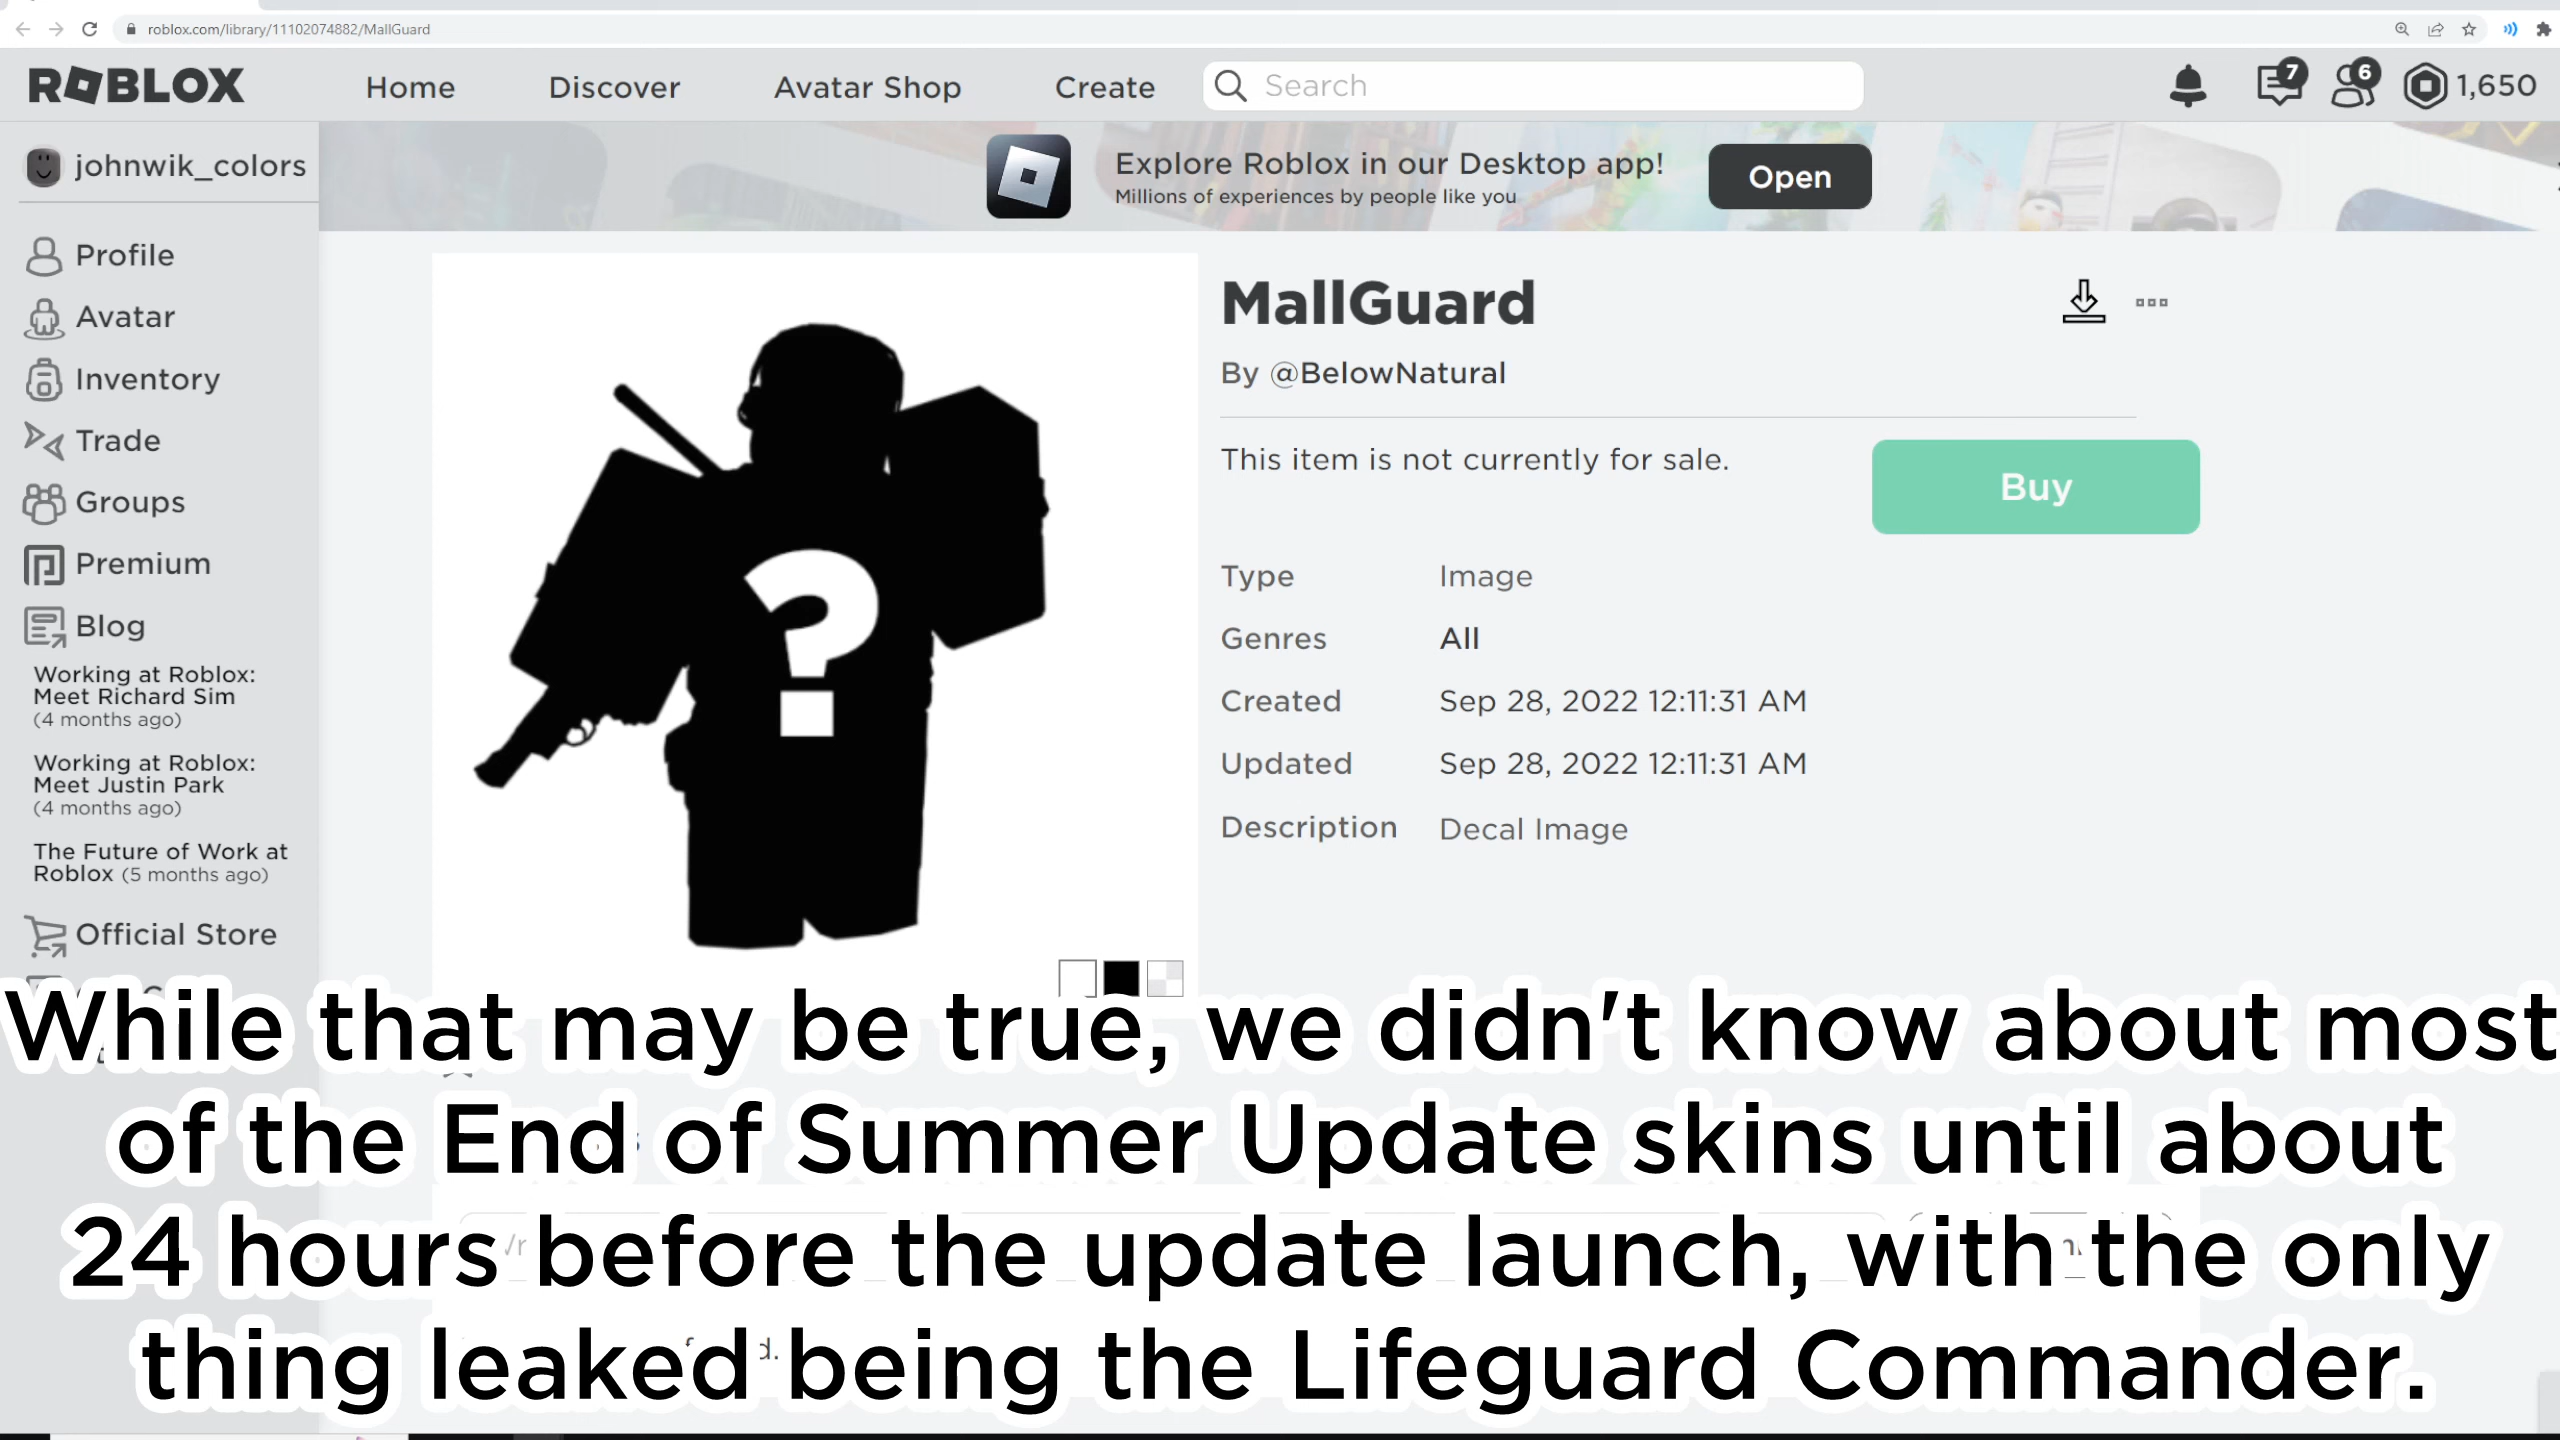 roblox.com/library/11102074882/MallGuard
ROBLOX
Home
Discover
Avatar Shop
Create
Search
7
6
1,650
johnwik_colors
Explore Roblox in our Desktop app!
Millions of experiences by people like you
Open
Profile
Avatar
Inventory
Trade
Groups
Premium
Blog
Working at Roblox:
Meet Richard Sim
(4 months ago)
Working at Roblox:
Meet Justin Park
(4 months ago)
The Future of Work at
Roblox (5 months ago)
Official Store
?
MallGuard
By @BelowNatural
This item is not currently for sale.
Buy
Type Image
Genres All
Created Sep 28, 2022 12:11:31 AM
Updated Sep 28, 2022 12:11:31 AM
Description Decal Image
While that may be true, we didn't know about most
of the End of Summer Update skins until about
24 hours before the update launch, with the only
thing leaked being the Lifeguard Commander.